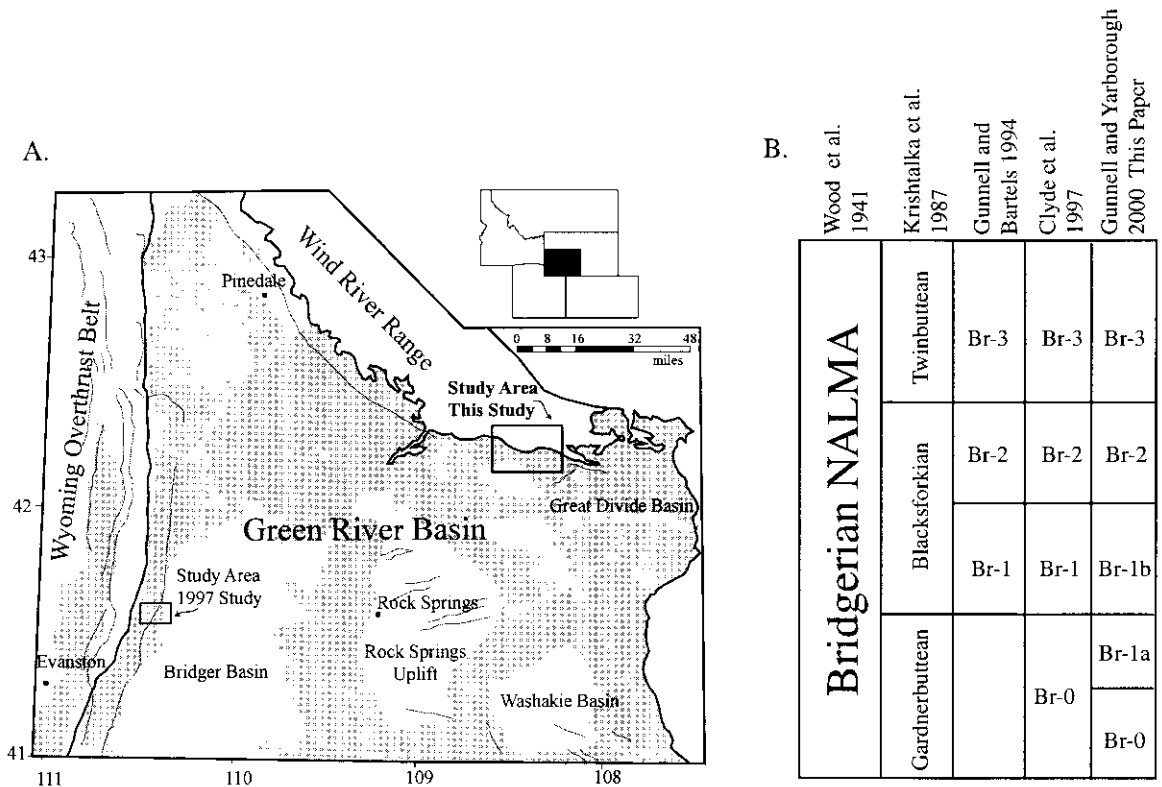 A.
43
42
41
111
110
109
108
Wyoming Overthrust Belt
Pinedale
Wind River Range
0 8 16 32 48
miles
Study Area
This Study
Great Divide Basin
Green River Basin
Study Area
1997 Study
Rock Springs
Rock Springs
Uplift
Evanston
Bridger Basin
Washakie Basin
B.
Wood et al.
1941
Krishtalka et al.
1987
Gunnell and
Bartels 1994
Clyde et al.
1997
Gunnell and Yarborough
2000 This Paper
Bridgerian NALMA
Twinbuttean
Br-3
Br-3
Br-3
Blacksforkian
Br-2
Br-2
Br-2
Br-1
Br-1
Br-1b
Gardnerbuttean
Br-0
Br-1a
Br-0